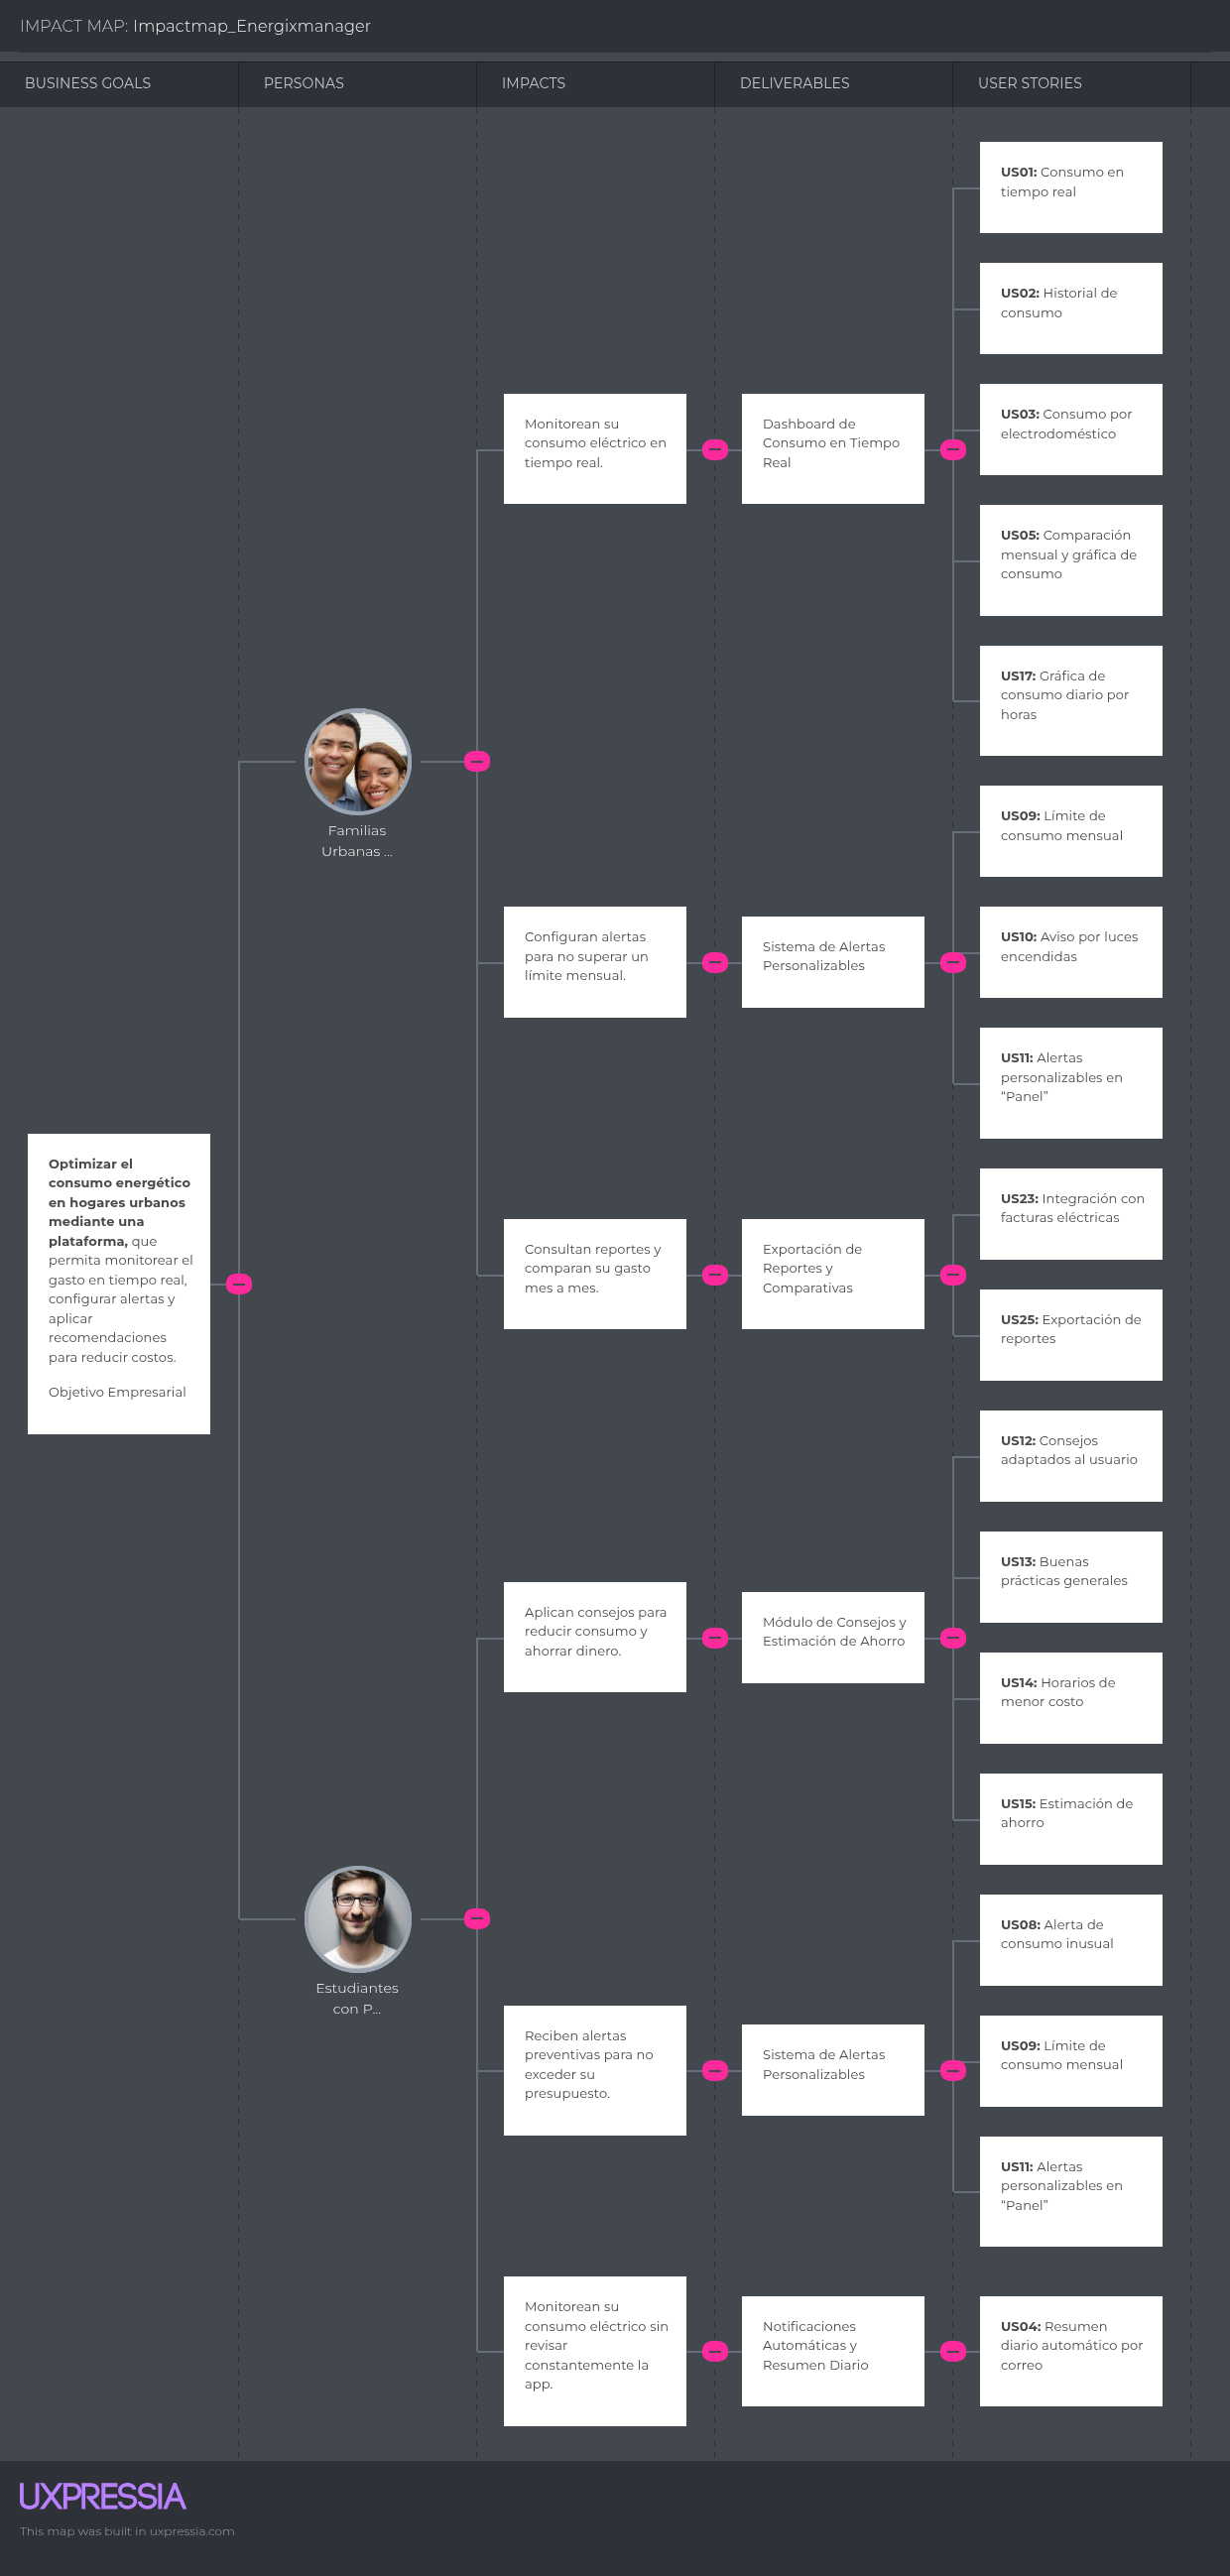 IMPACT MAP: Impactmap_Energixmanager
BUSINESS GOALS
PERSONAS
IMPACTS
DELIVERABLES
USER STORIES
Optimizar el
consumo energético
en hogares urbanos
mediante una
plataforma, que
permita monitorear el
gasto en tiempo real,
configurar alertas y
aplicar
recomendaciones
para reducir costos.
Objetivo Empresarial
Familias
Urbanas ...
Monitorean su
consumo eléctrico en
tiempo real.
Dashboard de
Consumo en Tiempo
Real
US01: Consumo en
tiempo real
US02: Historial de
consumo
US03: Consumo por
electrodoméstico
US05: Comparación
mensual y gráfica de
consumo
US17: Gráfica de
consumo diario por
horas
Configuran alertas
para no superar un
límite mensual.
Sistema de Alertas
Personalizables
US09: Límite de
consumo mensual
US10: Aviso por luces
encendidas
US11: Alertas
personalizables en
“Panel”
Consultan reportes y
comparan su gasto
mes a mes.
Exportación de
Reportes y
Comparativas
US23: Integración con
facturas eléctricas
US25: Exportación de
reportes
Estudiantes
con P...
Aplican consejos para
reducir consumo y
ahorrar dinero.
Módulo de Consejos y
Estimación de Ahorro
US12: Consejos
adaptados al usuario
US13: Buenas
prácticas generales
US14: Horarios de
menor costo
US15: Estimación de
ahorro
Reciben alertas
preventivas para no
exceder su
presupuesto.
Sistema de Alertas
Personalizables
US08: Alerta de
consumo inusual
US09: Límite de
consumo mensual
US11: Alertas
personalizables en
“Panel”
Monitorean su
consumo eléctrico sin
revisar
constantemente la
app.
Notificaciones
Automáticas y
Resumen Diario
US04: Resumen
diario automático por
correo
UXPRESSIA
This map was built in uxpressia.com